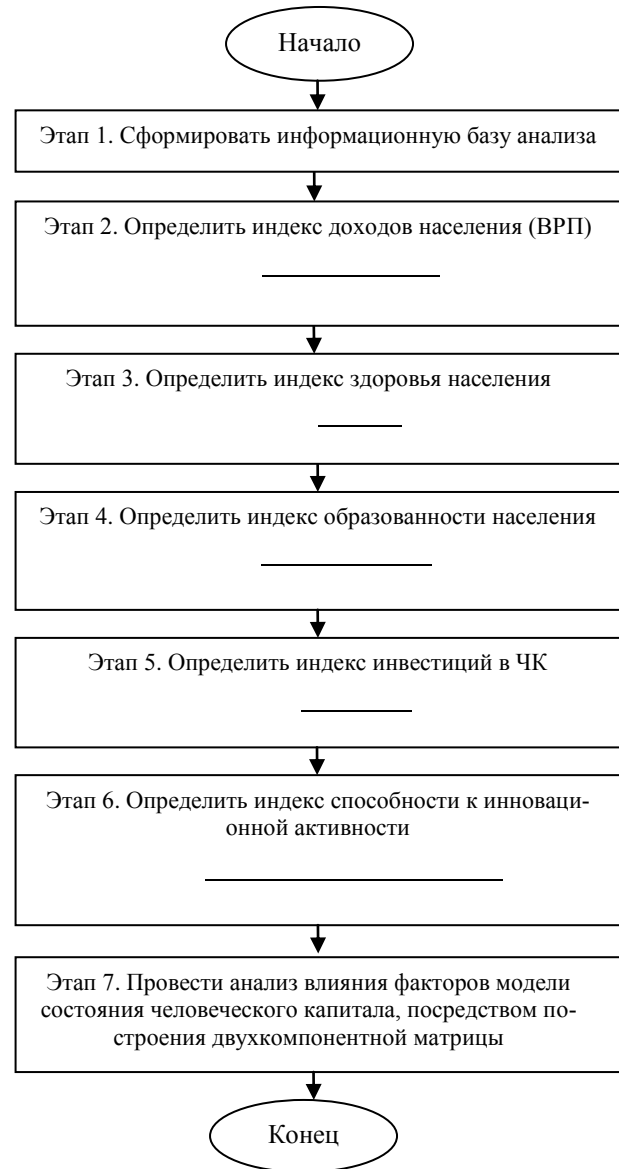 Начало
Этап 1. Сформировать информационную базу анализа
Этап 2. Определить индекс доходов населения (ВРП)
Этап 3. Определить индекс здоровья населения
Этап 4. Определить индекс образованности населения
Этап 5. Определить индекс инвестиций в ЧК
Этап 6. Определить индекс способности к инноваци-
онной активности
Этап 7. Провести анализ влияния факторов модели
состояния человеческого капитала, посредством по-
строения двухкомпонентной матрицы
Конец